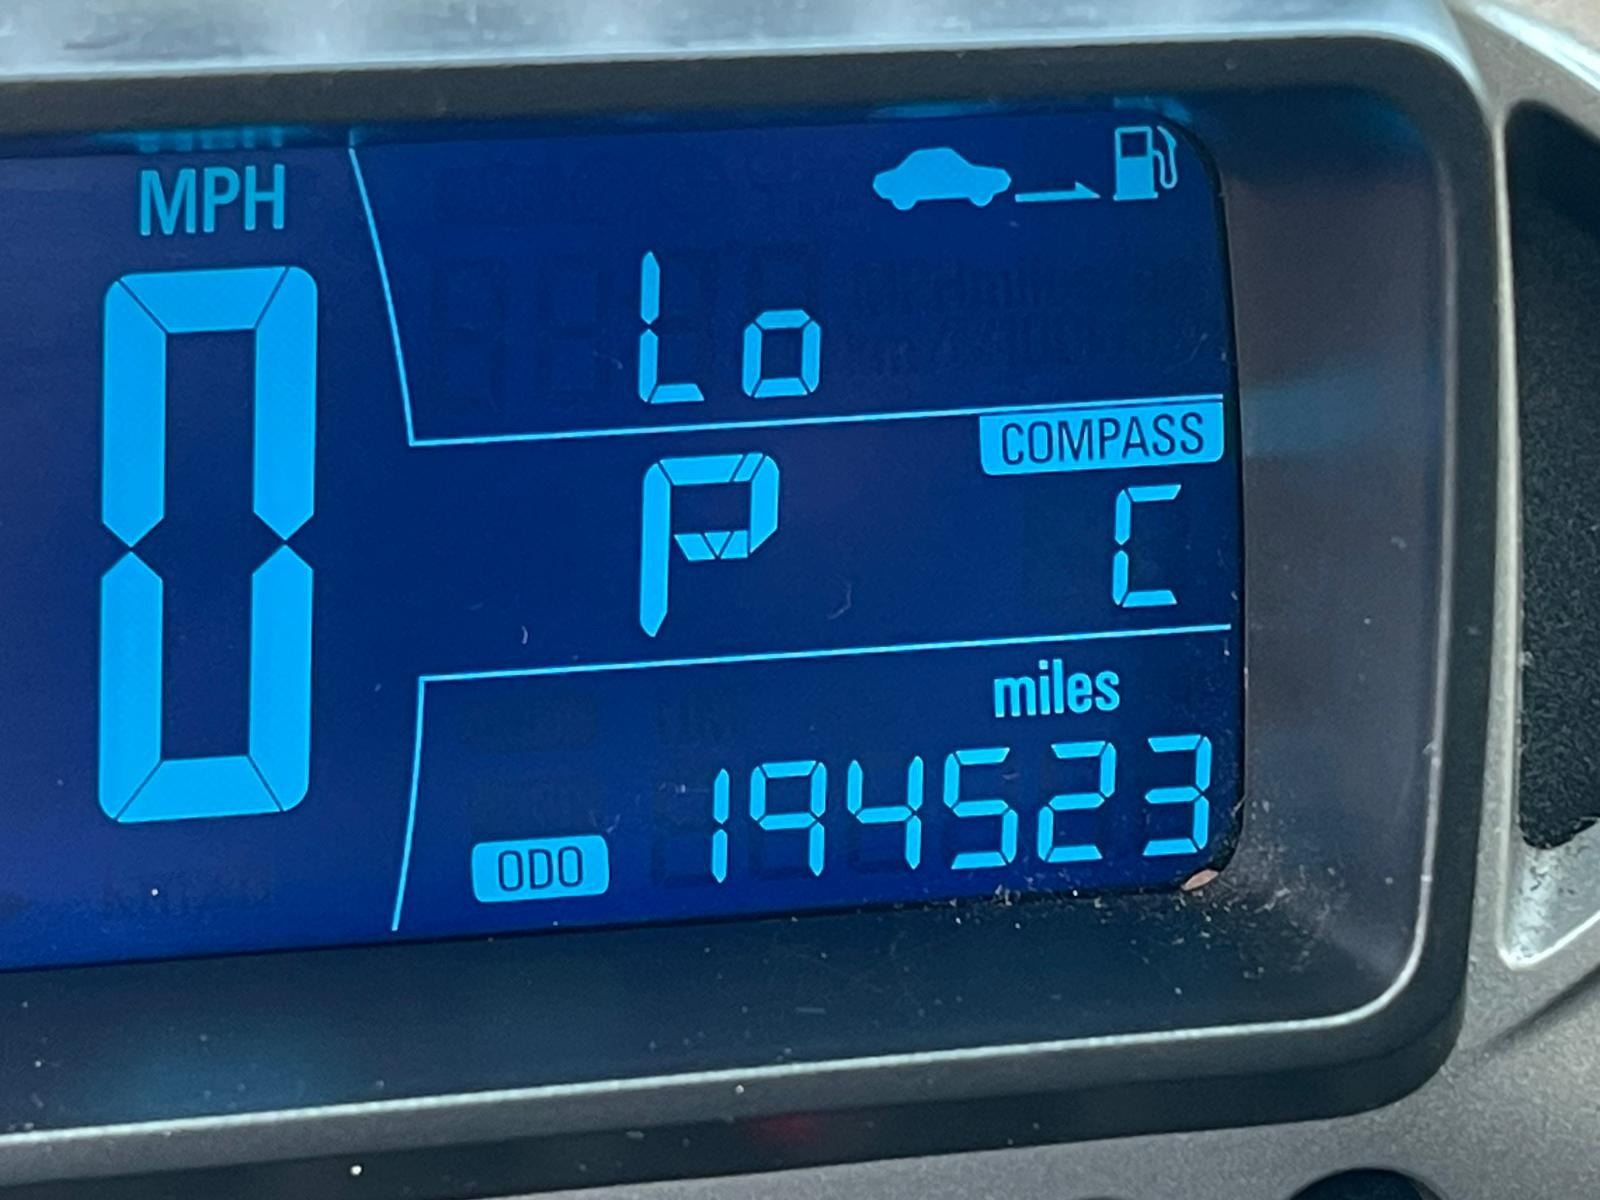 MPH
0
Lo
COMPASS
P C
miles
ODO 194523